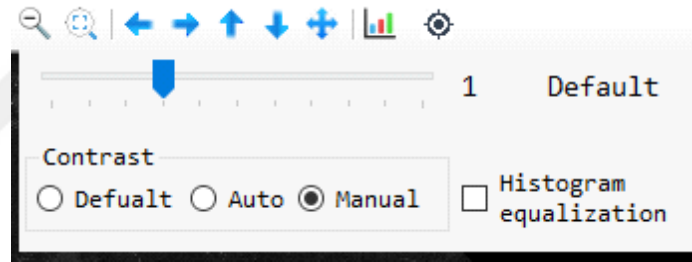 1 Default
Contrast
Defualt Auto Manual
Histogram
equalization